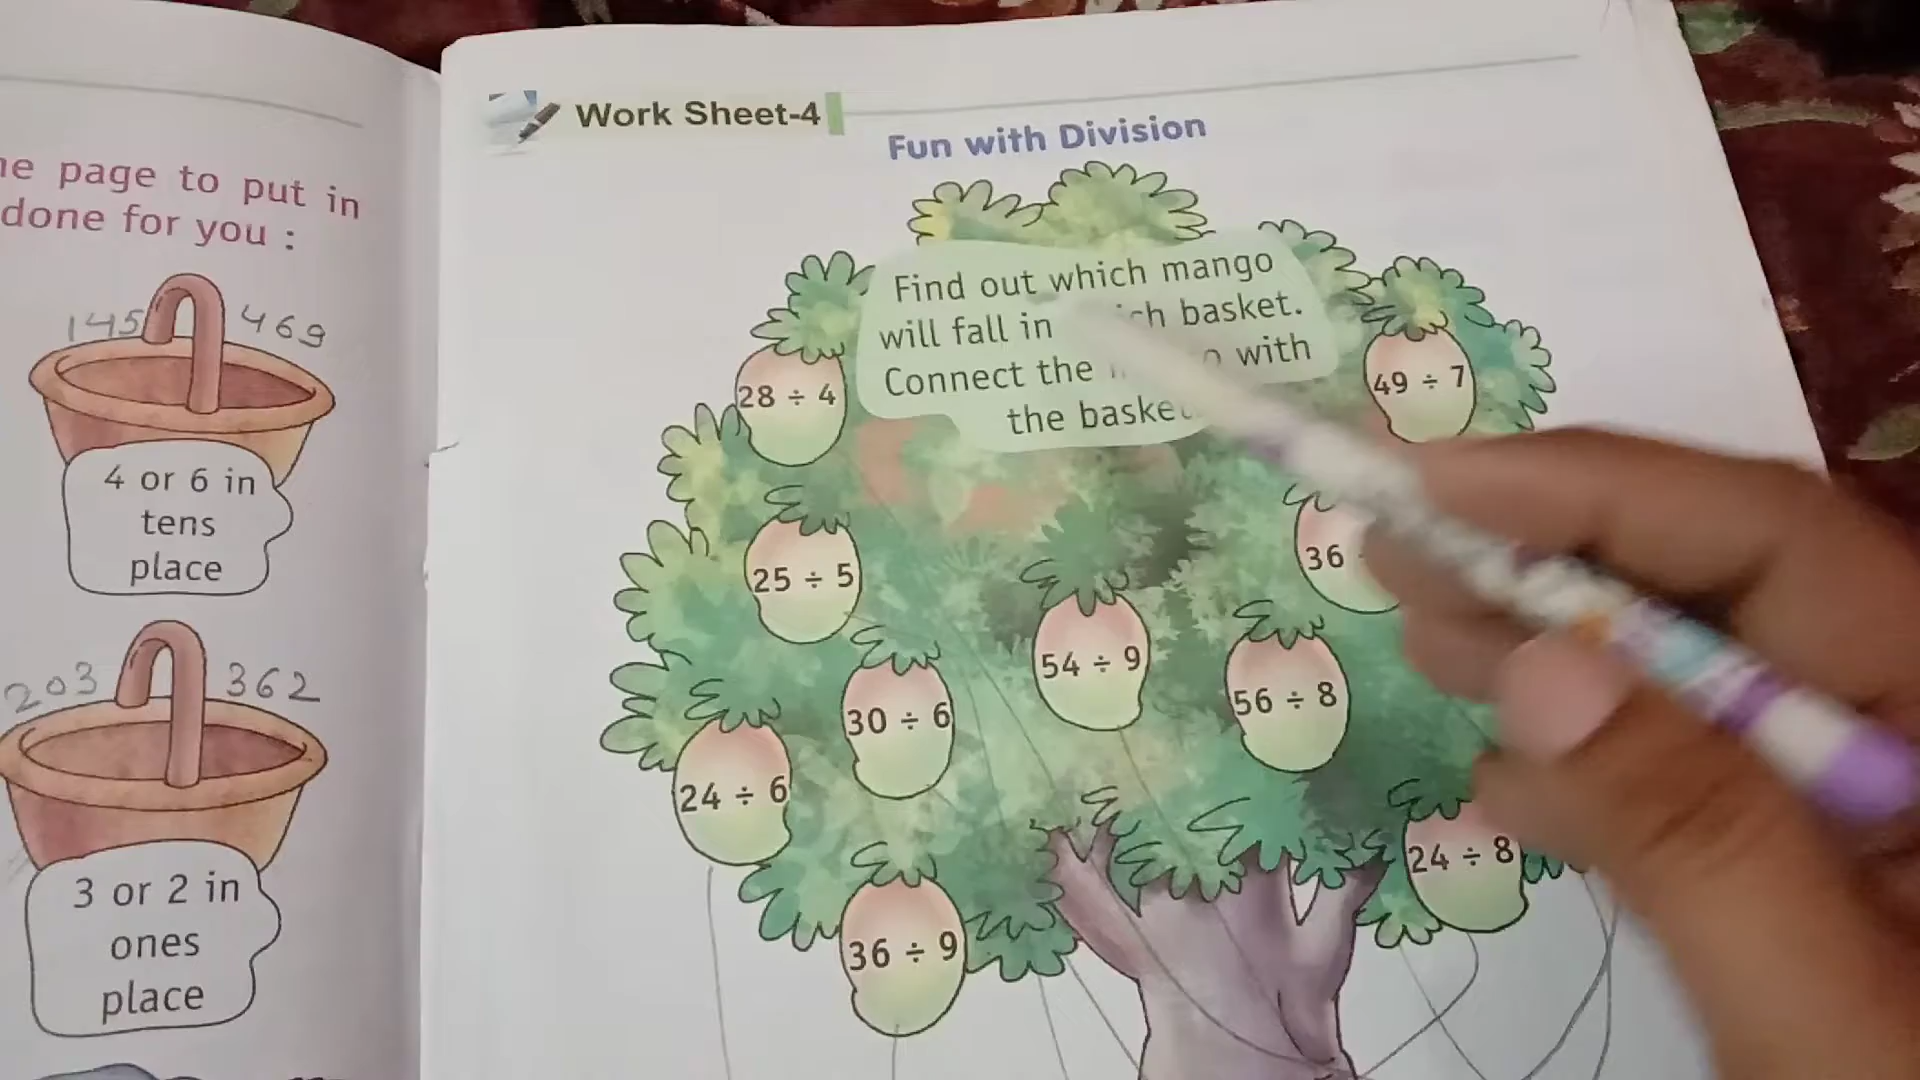 he page to put in
done for you :
145 469
4 or 6 in
tens
place
203 362
3 or 2 in
ones
place
Work Sheet-4
Fun with Division
Find out which mango
will fall in basket.
Connect the with
the basket
28 ÷ 4
49 ÷ 7
25 ÷ 5
36
54 ÷ 9
56 ÷ 8
30 ÷ 6
24 ÷ 6
24 ÷ 8
36 ÷ 9